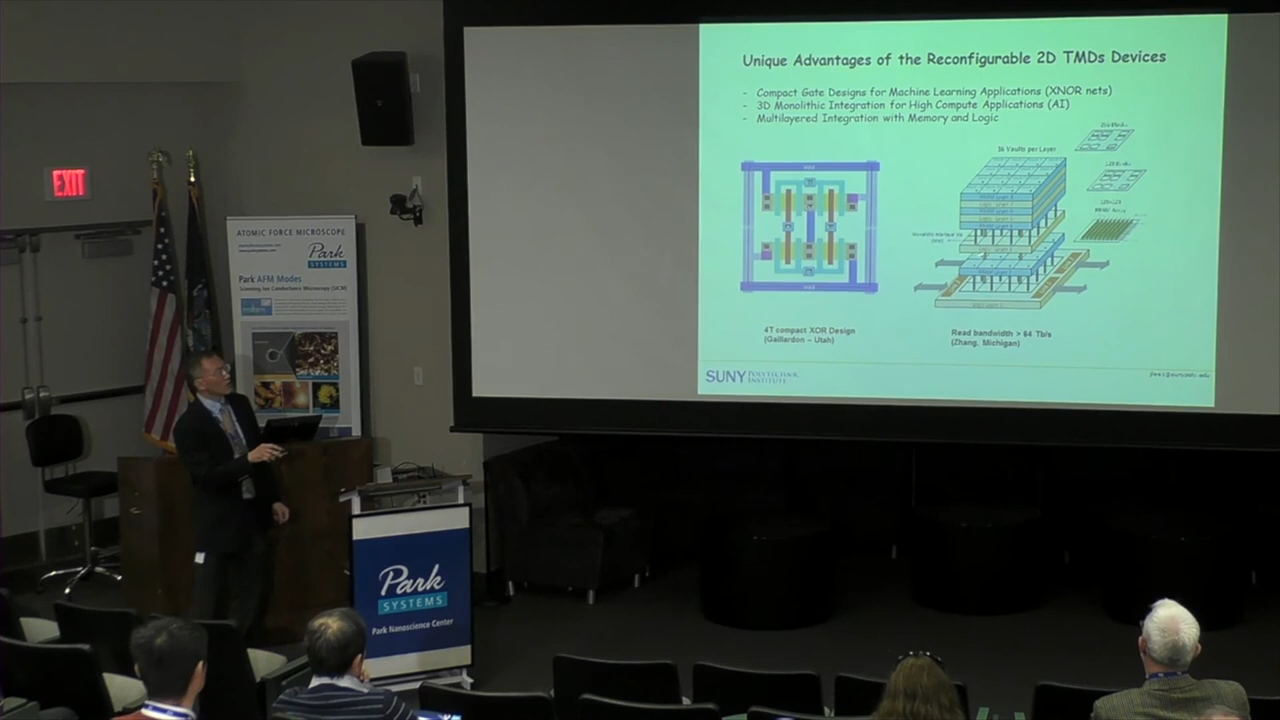 Unique Advantages of the Reconfigurable 2D TMDs Devices
- Compact Gate Designs for Machine Learning Applications (XNOR nets)
- 3D Monolithic Integration for High Compute Applications (AI)
- Multilayered Integration with Memory and Logic
16 Vaults per Layer
4T compact XOR Design
(Gaillardon – Utah)
Read bandwidth > 64 Tb/s
(Zhang, Michigan)
SUNY POLYTECHNIC
INSTITUTE
EXIT
ATOMIC FORCE MICROSCOPE
Park
SYSTEMS
Park AFM Modes
Scanning Ion Conductance Microscopy (SICM)
Park
SYSTEMS
Park Nanoscience Center